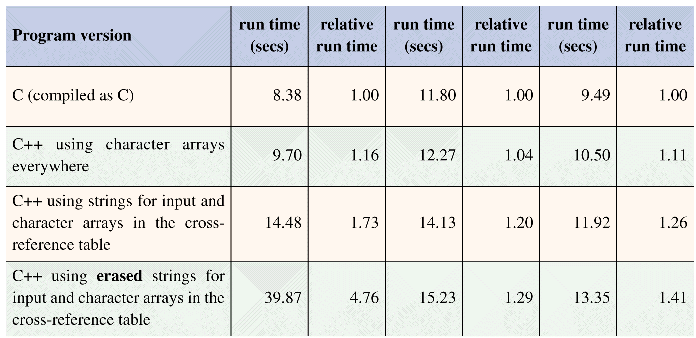 Program version run time (secs) relative run time run time (secs) relative run time run time (secs) relative run time
C (compiled as C) 8.38 1.00 11.80 1.00 9.49 1.00
C++ using character arrays
everywhere 9.70 1.16 12.27 1.04 10.50 1.11
C++ using strings for input and
character arrays in the cross-
reference table 14.48 1.73 14.13 1.20 11.92 1.26
C++ using erased strings for
input and character arrays in the
cross-reference table 39.87 4.76 15.23 1.29 13.35 1.41